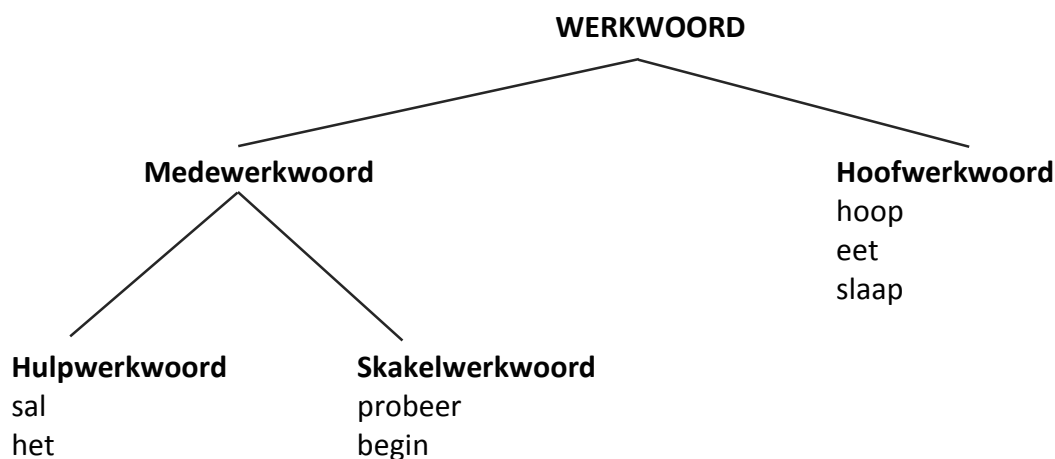 WERKWOORD
Medewerkwoord
Hoofwerkwoord
hoop
eet
slaap
Hulpwerkwoord
sal
het
Skakelwerkwoord
probeer
begin